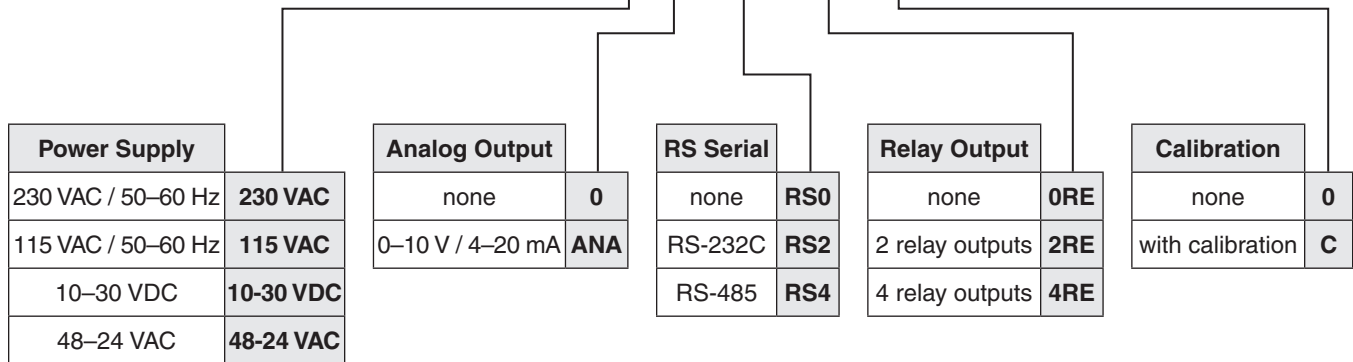 Power Supply
230 VAC / 50–60 Hz 230 VAC
115 VAC / 50–60 Hz 115 VAC
10–30 VDC 10-30 VDC
48–24 VAC 48-24 VAC
Analog Output
none 0
0–10 V / 4–20 mA ANA
RS Serial
none RS0
RS-232C RS2
RS-485 RS4
Relay Output
none 0RE
2 relay outputs 2RE
4 relay outputs 4RE
Calibration
none 0
with calibration C